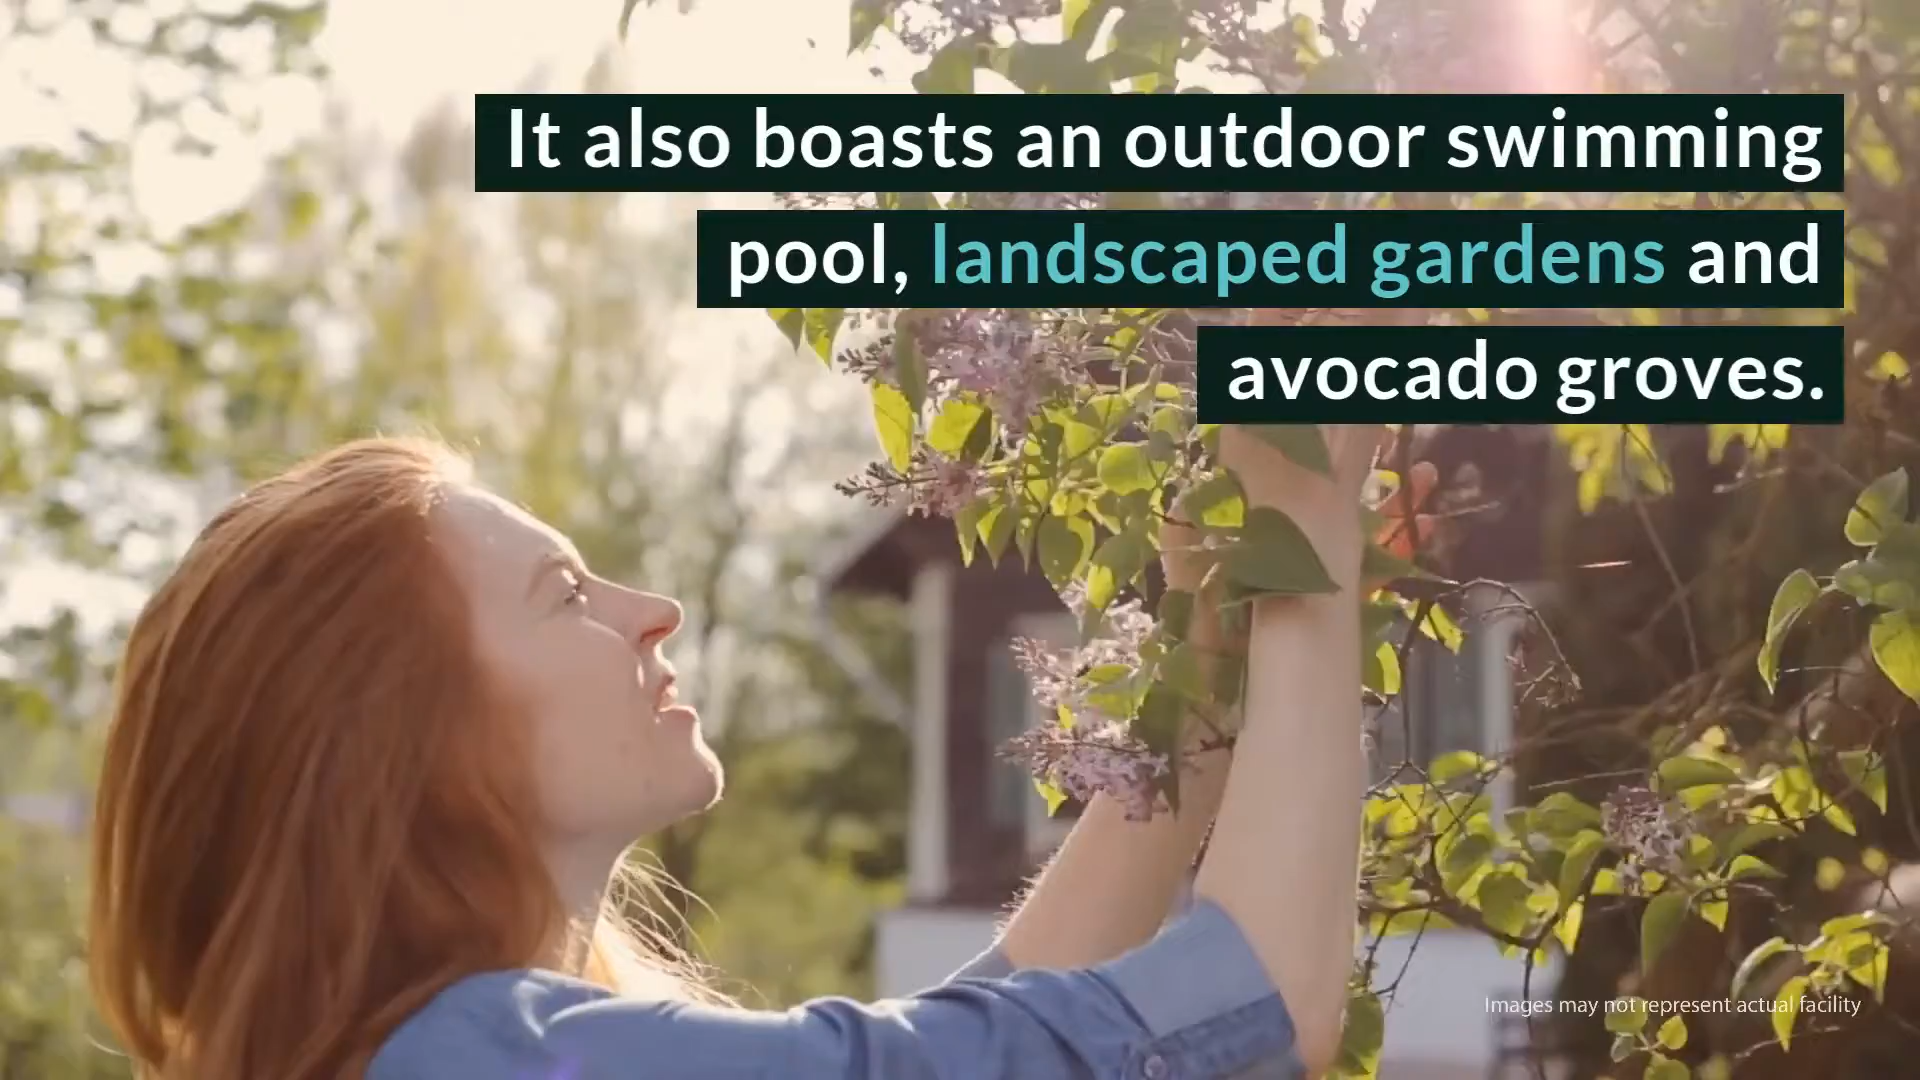 It also boasts an outdoor swimming
pool, landscaped gardens and
avocado groves.
Images may not represent actual facility